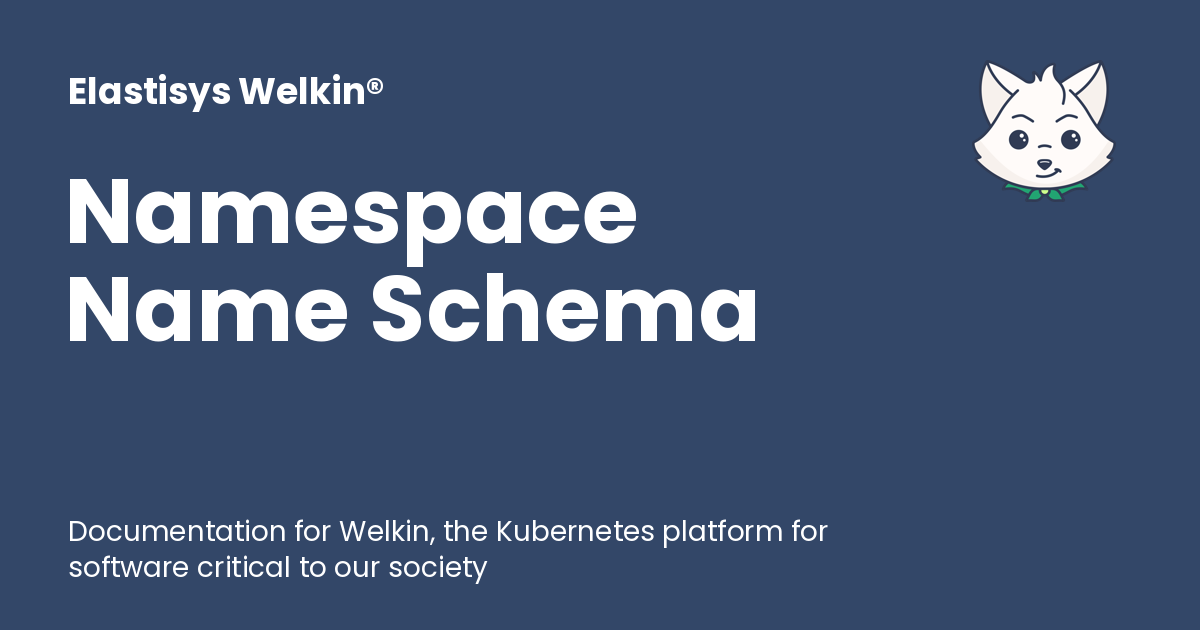 Elastisys Welkin®
Namespace
Name Schema
Documentation for Welkin, the Kubernetes platform for
software critical to our society